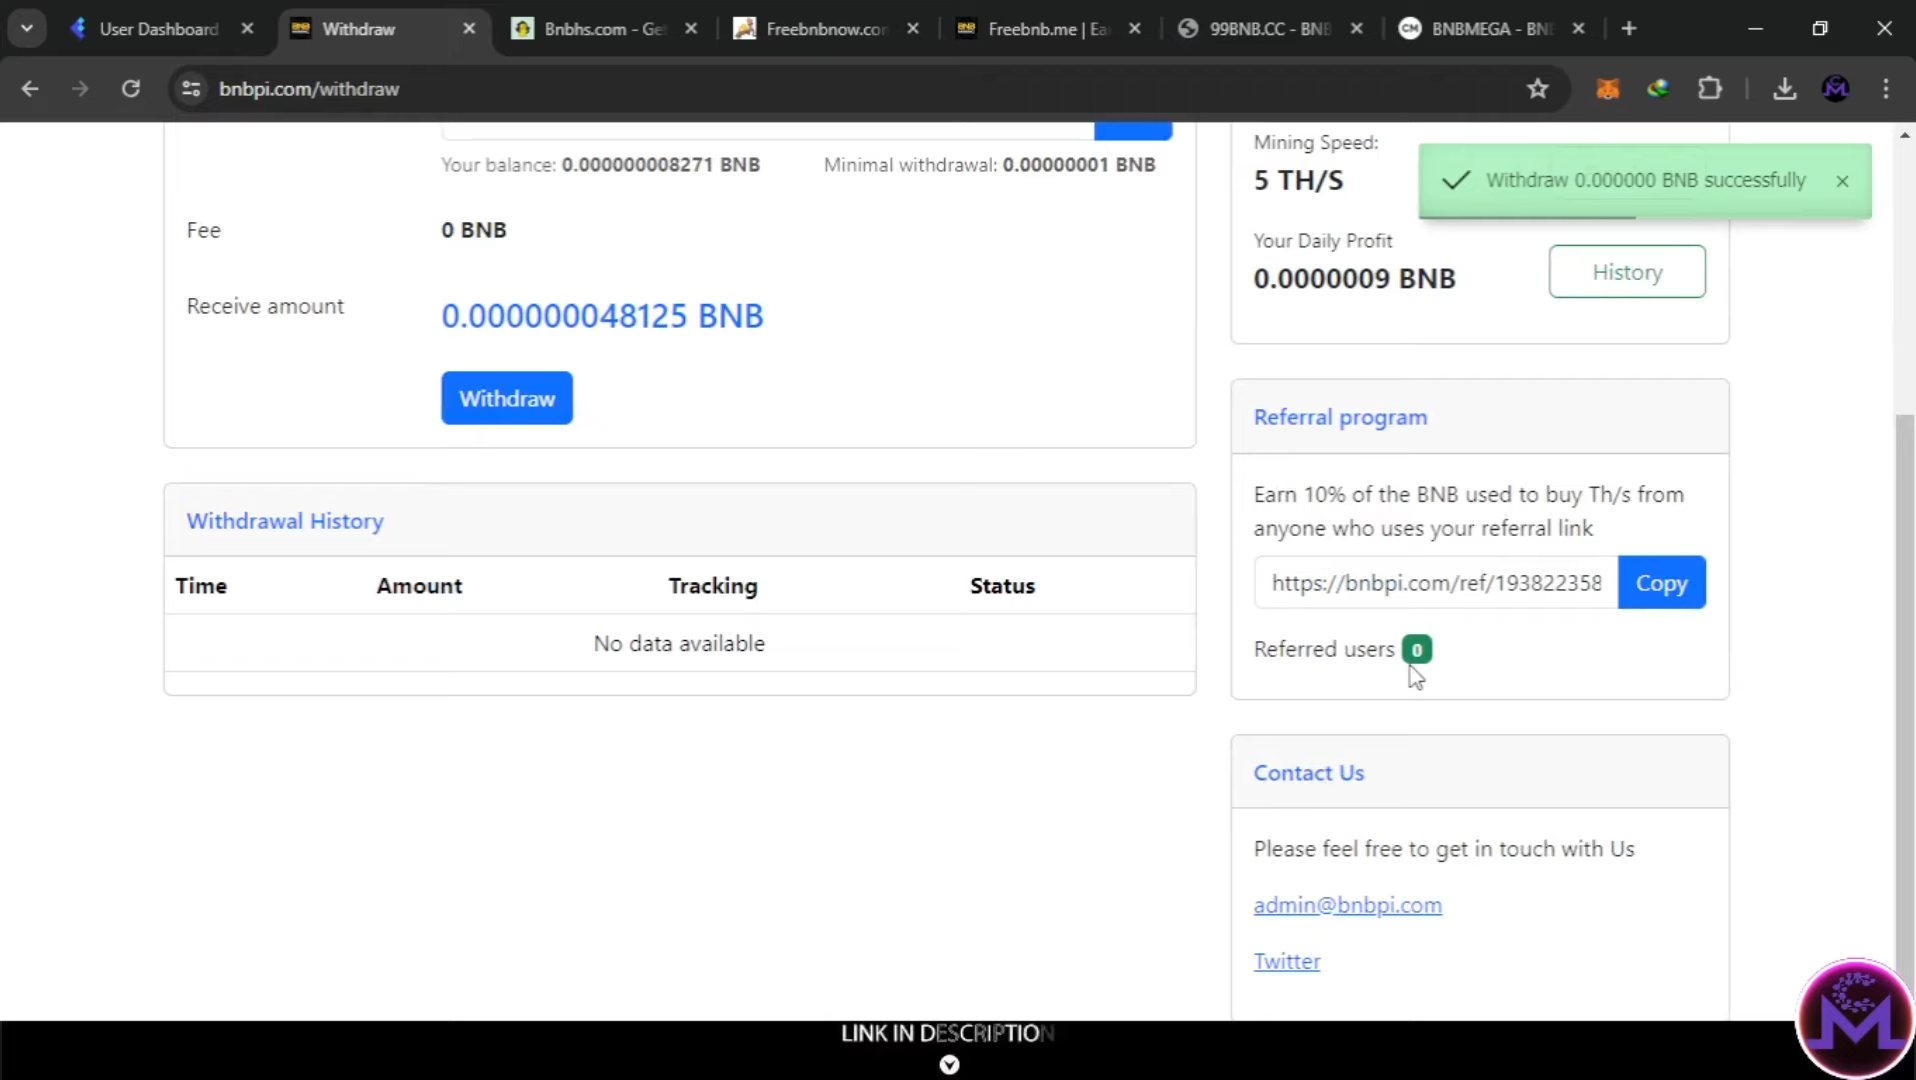 User Dashboard
Withdraw
Bnbhs.com - Get
Freebnbnow.com
Freebnb.me | Ea
99BNB.CC - BNB
BNBMEGA - BNB
bnbpi.com/withdraw
Your balance: 0.000000008271 BNB
Minimal withdrawal: 0.00000001 BNB
Fee
0 BNB
Receive amount
0.000000048125 BNB
Withdraw
Withdrawal History
Time Amount Tracking Status
No data available
Mining Speed:
5 TH/S
Withdraw 0.000000 BNB successfully
Your Daily Profit
0.0000009 BNB
History
Referral program
Earn 10% of the BNB used to buy Th/s from
anyone who uses your referral link
https://bnbpi.com/ref/193822358
Copy
Referred users 0
Contact Us
Please feel free to get in touch with Us
admin@bnbpi.com
Twitter
LINK IN DESCRIPTION